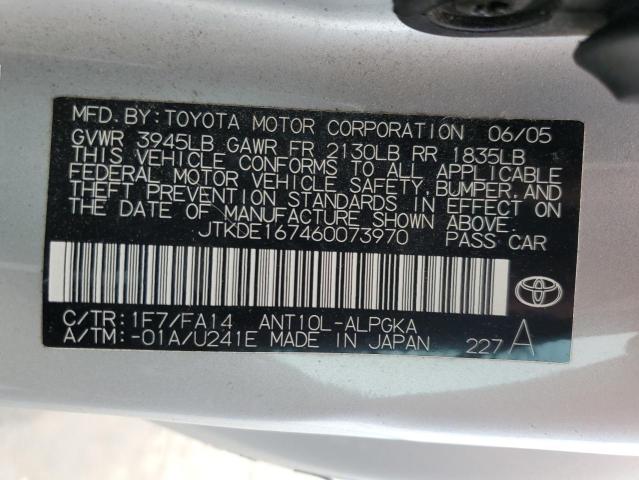 MFD. BY: TOYOTA MOTOR CORPORATION 06/05
GVWR 3945LB GAWR FR 2130LB RR 1835LB
THIS VEHICLE CONFORMS TO ALL APPLICABLE
FEDERAL MOTOR VEHICLE SAFETY, BUMPER, AND
THEFT PREVENTION STANDARDS IN EFFECT ON
THE DATE OF MANUFACTURE SHOWN ABOVE.
JTKDE167460073970 PASS CAR
C/TR: 1F7/FA14 ANT10L-ALPGKA
A/TM: -01A/U241E MADE IN JAPAN 227 A